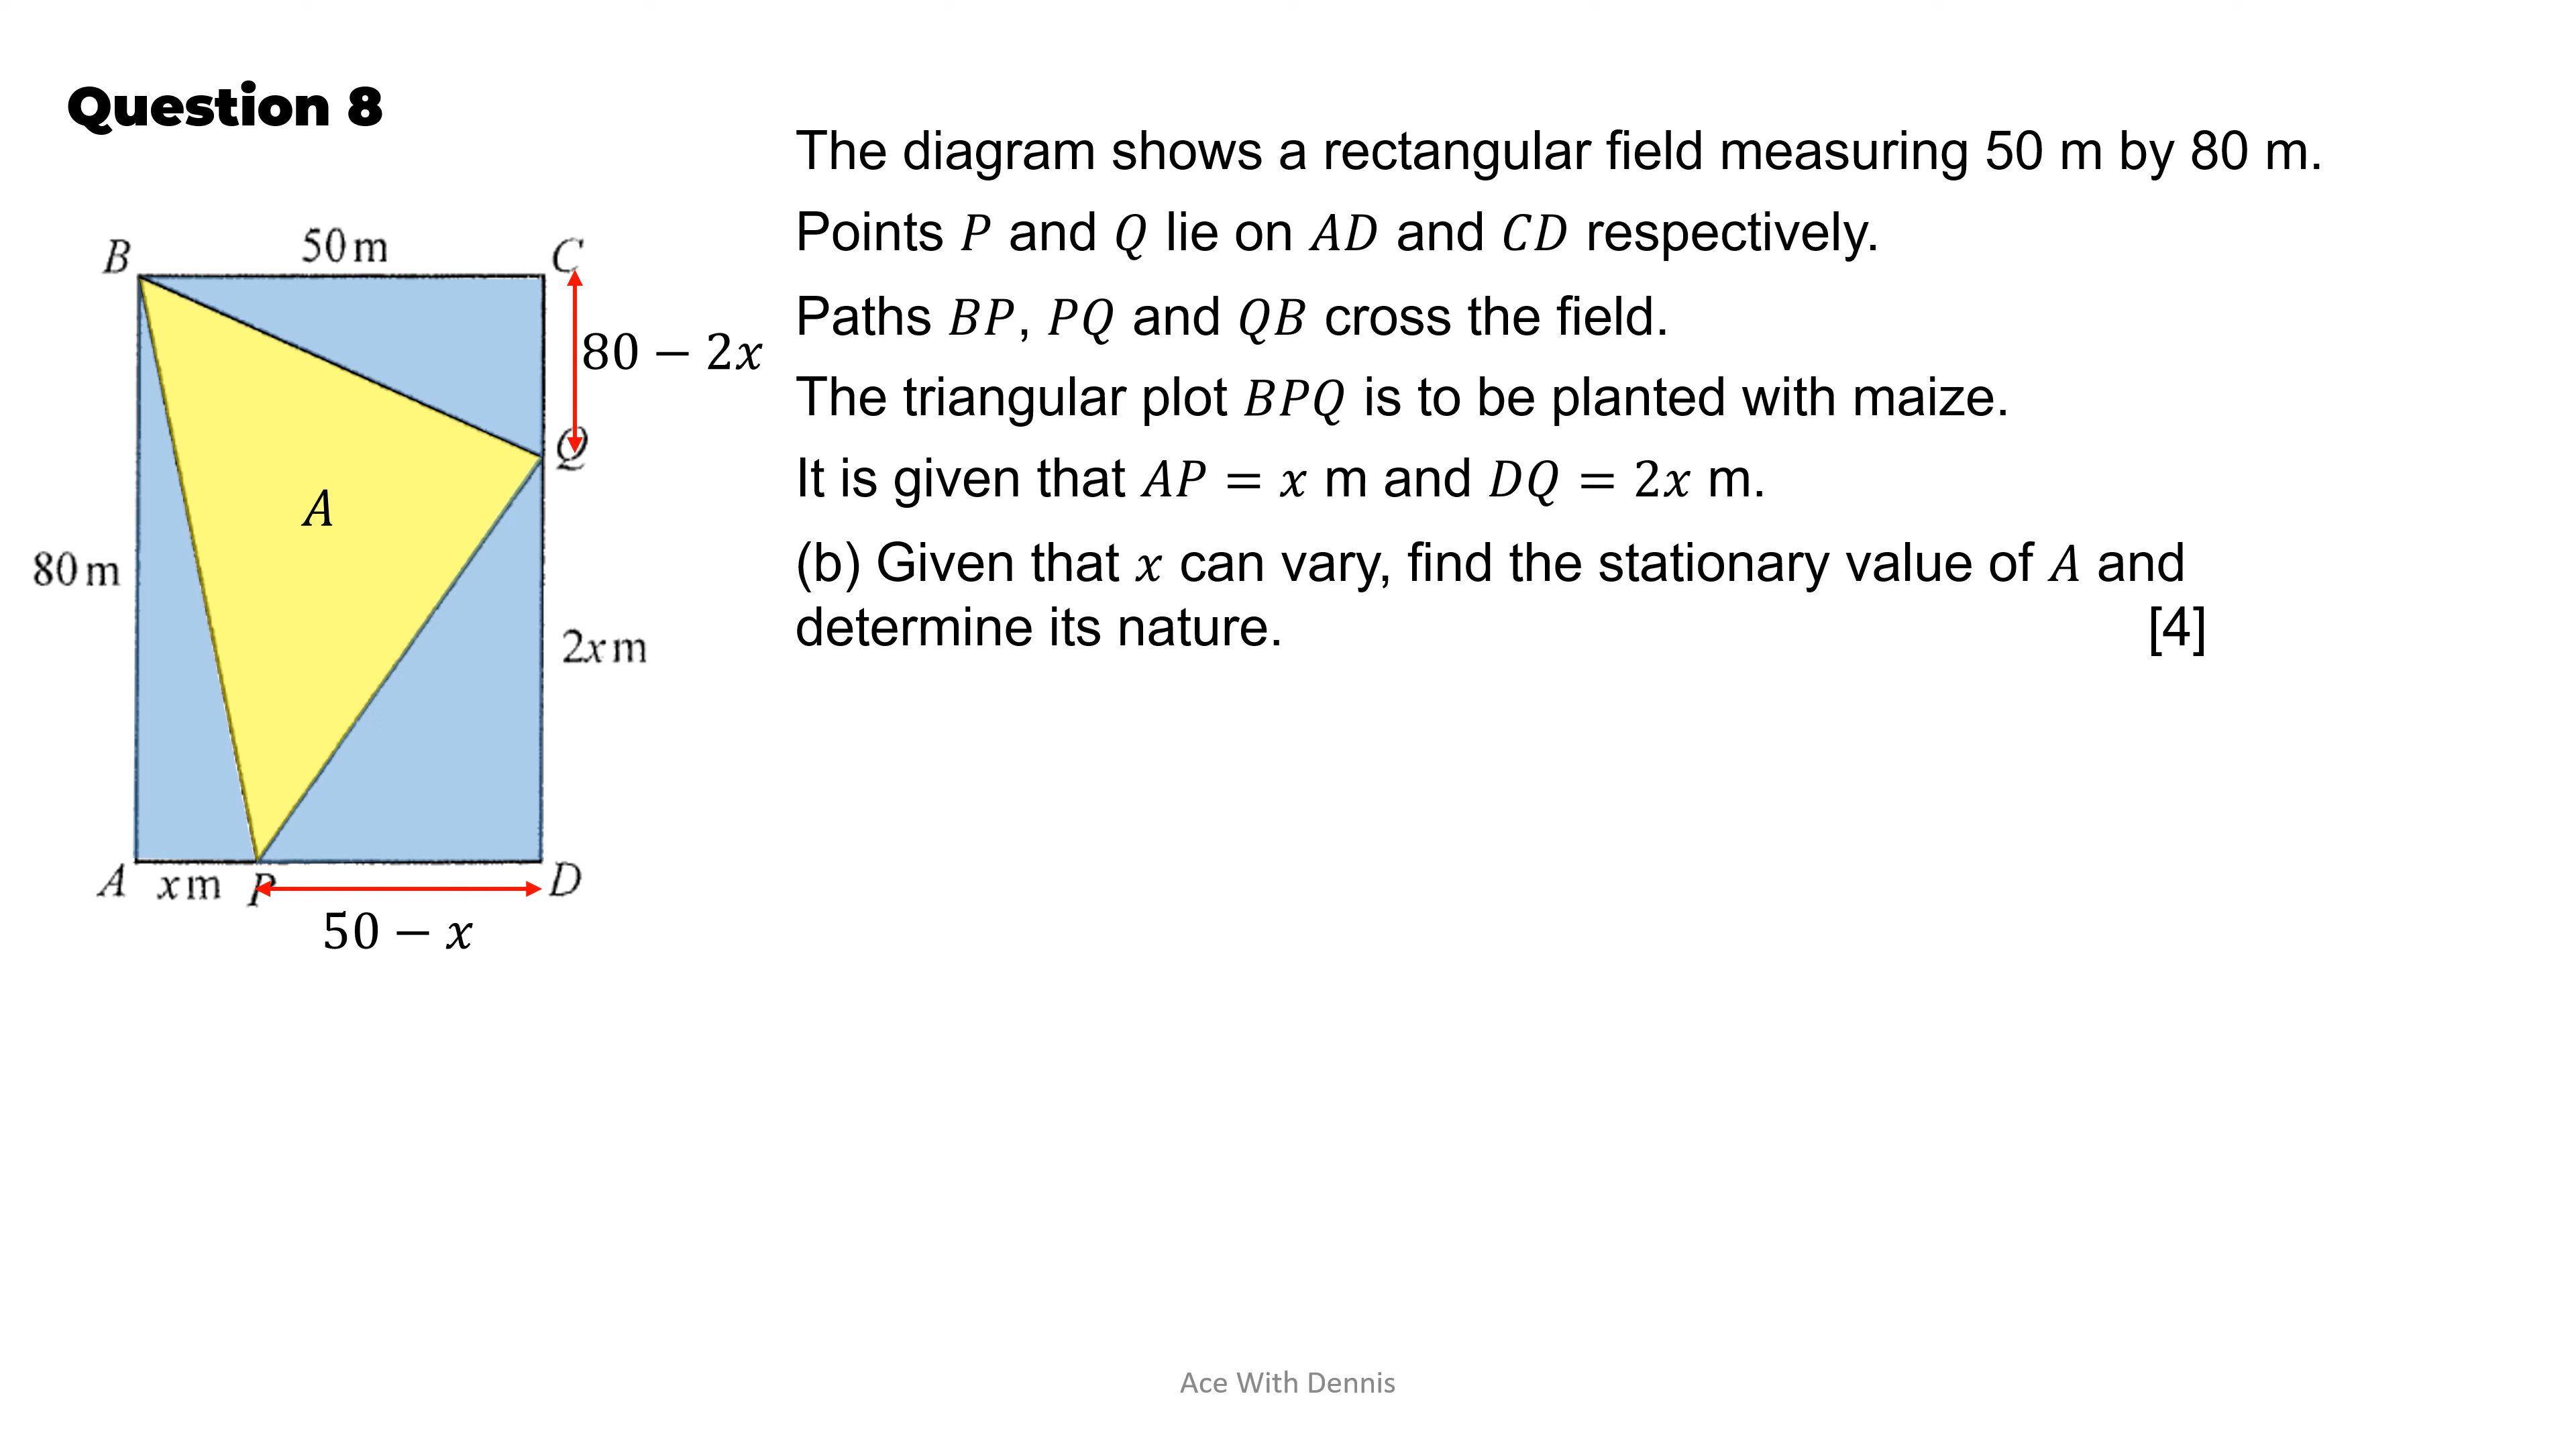 Question 8
The diagram shows a rectangular field measuring 50 m by 80 m.
Points P and Q lie on AD and CD respectively.
Paths BP, PQ and QB cross the field.
The triangular plot BPQ is to be planted with maize.
It is given that AP = x m and DQ = 2x m.
(b) Given that x can vary, find the stationary value of A and
determine its nature. [4]
B 50 m C
80 − 2x
Q
A
80 m
2x m
A x m P D
50 − x
Ace With Dennis